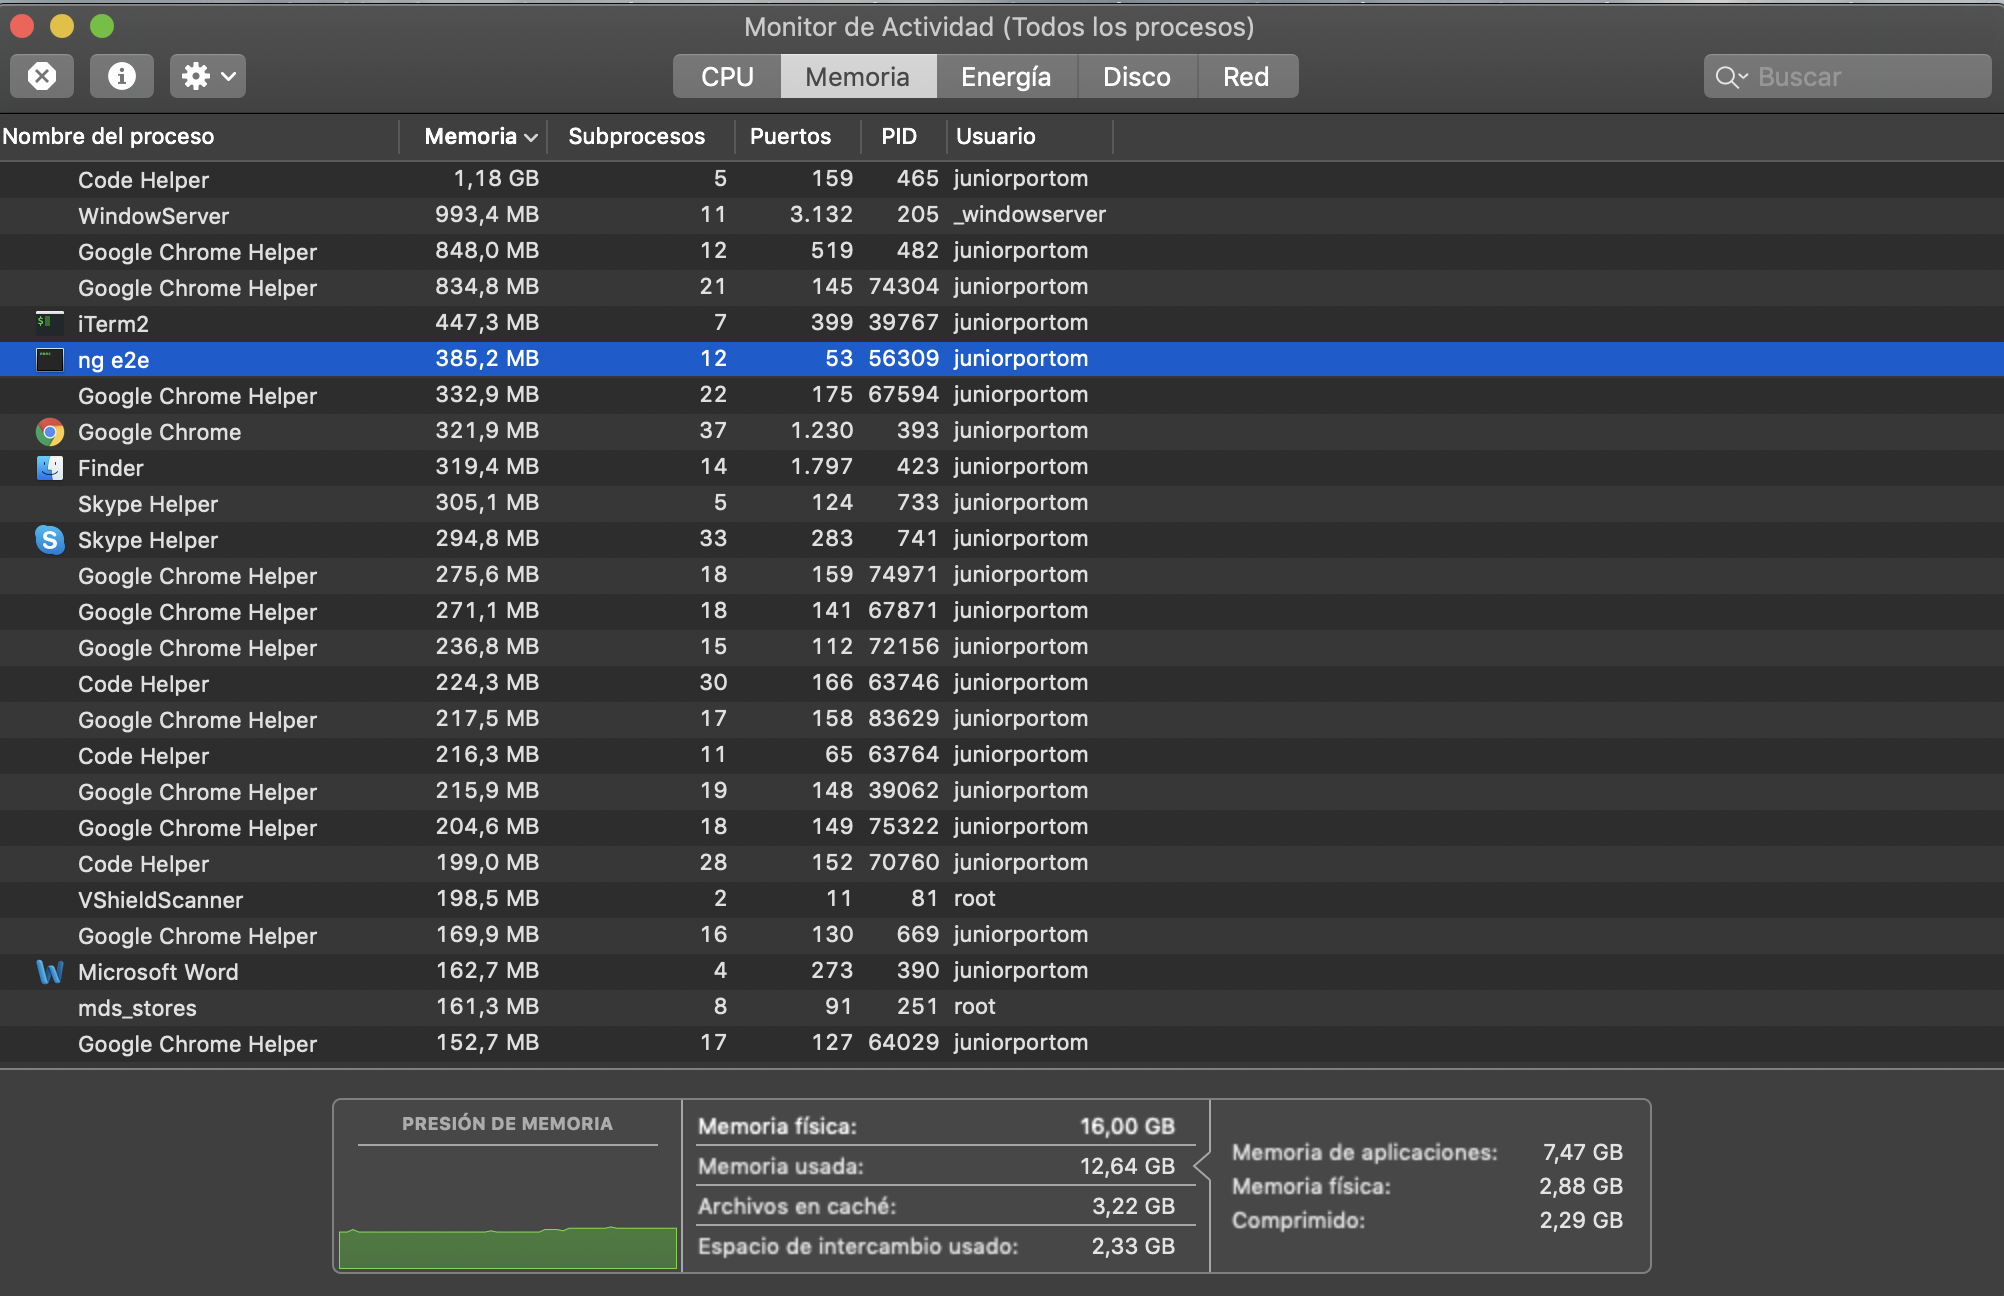 Monitor de Actividad (Todos los procesos)
CPU Memoria Energía Disco Red Buscar
Nombre del proceso Memoria Subprocesos Puertos PID Usuario
Code Helper 1,18 GB 5 159 465 juniorportom
WindowServer 993,4 MB 11 3.132 205 _windowserver
Google Chrome Helper 848,0 MB 12 519 482 juniorportom
Google Chrome Helper 834,8 MB 21 145 74304 juniorportom
iTerm2 447,3 MB 7 399 39767 juniorportom
ng e2e 385,2 MB 12 53 56309 juniorportom
Google Chrome Helper 332,9 MB 22 175 67594 juniorportom
Google Chrome 321,9 MB 37 1.230 393 juniorportom
Finder 319,4 MB 14 1.797 423 juniorportom
Skype Helper 305,1 MB 5 124 733 juniorportom
Skype Helper 294,8 MB 33 283 741 juniorportom
Google Chrome Helper 275,6 MB 18 159 74971 juniorportom
Google Chrome Helper 271,1 MB 18 141 67871 juniorportom
Google Chrome Helper 236,8 MB 15 112 72156 juniorportom
Code Helper 224,3 MB 30 166 63746 juniorportom
Google Chrome Helper 217,5 MB 17 158 83629 juniorportom
Code Helper 216,3 MB 11 65 63764 juniorportom
Google Chrome Helper 215,9 MB 19 148 39062 juniorportom
Google Chrome Helper 204,6 MB 18 149 75322 juniorportom
Code Helper 199,0 MB 28 152 70760 juniorportom
VShieldScanner 198,5 MB 2 11 81 root
Google Chrome Helper 169,9 MB 16 130 669 juniorportom
Microsoft Word 162,7 MB 4 273 390 juniorportom
mds_stores 161,3 MB 8 91 251 root
Google Chrome Helper 152,7 MB 17 127 64029 juniorportom
PRESIÓN DE MEMORIA
Memoria física: 16,00 GB
Memoria usada: 12,64 GB
Archivos en caché: 3,22 GB
Espacio de intercambio usado: 2,33 GB
Memoria de aplicaciones: 7,47 GB
Memoria física: 2,88 GB
Comprimido: 2,29 GB